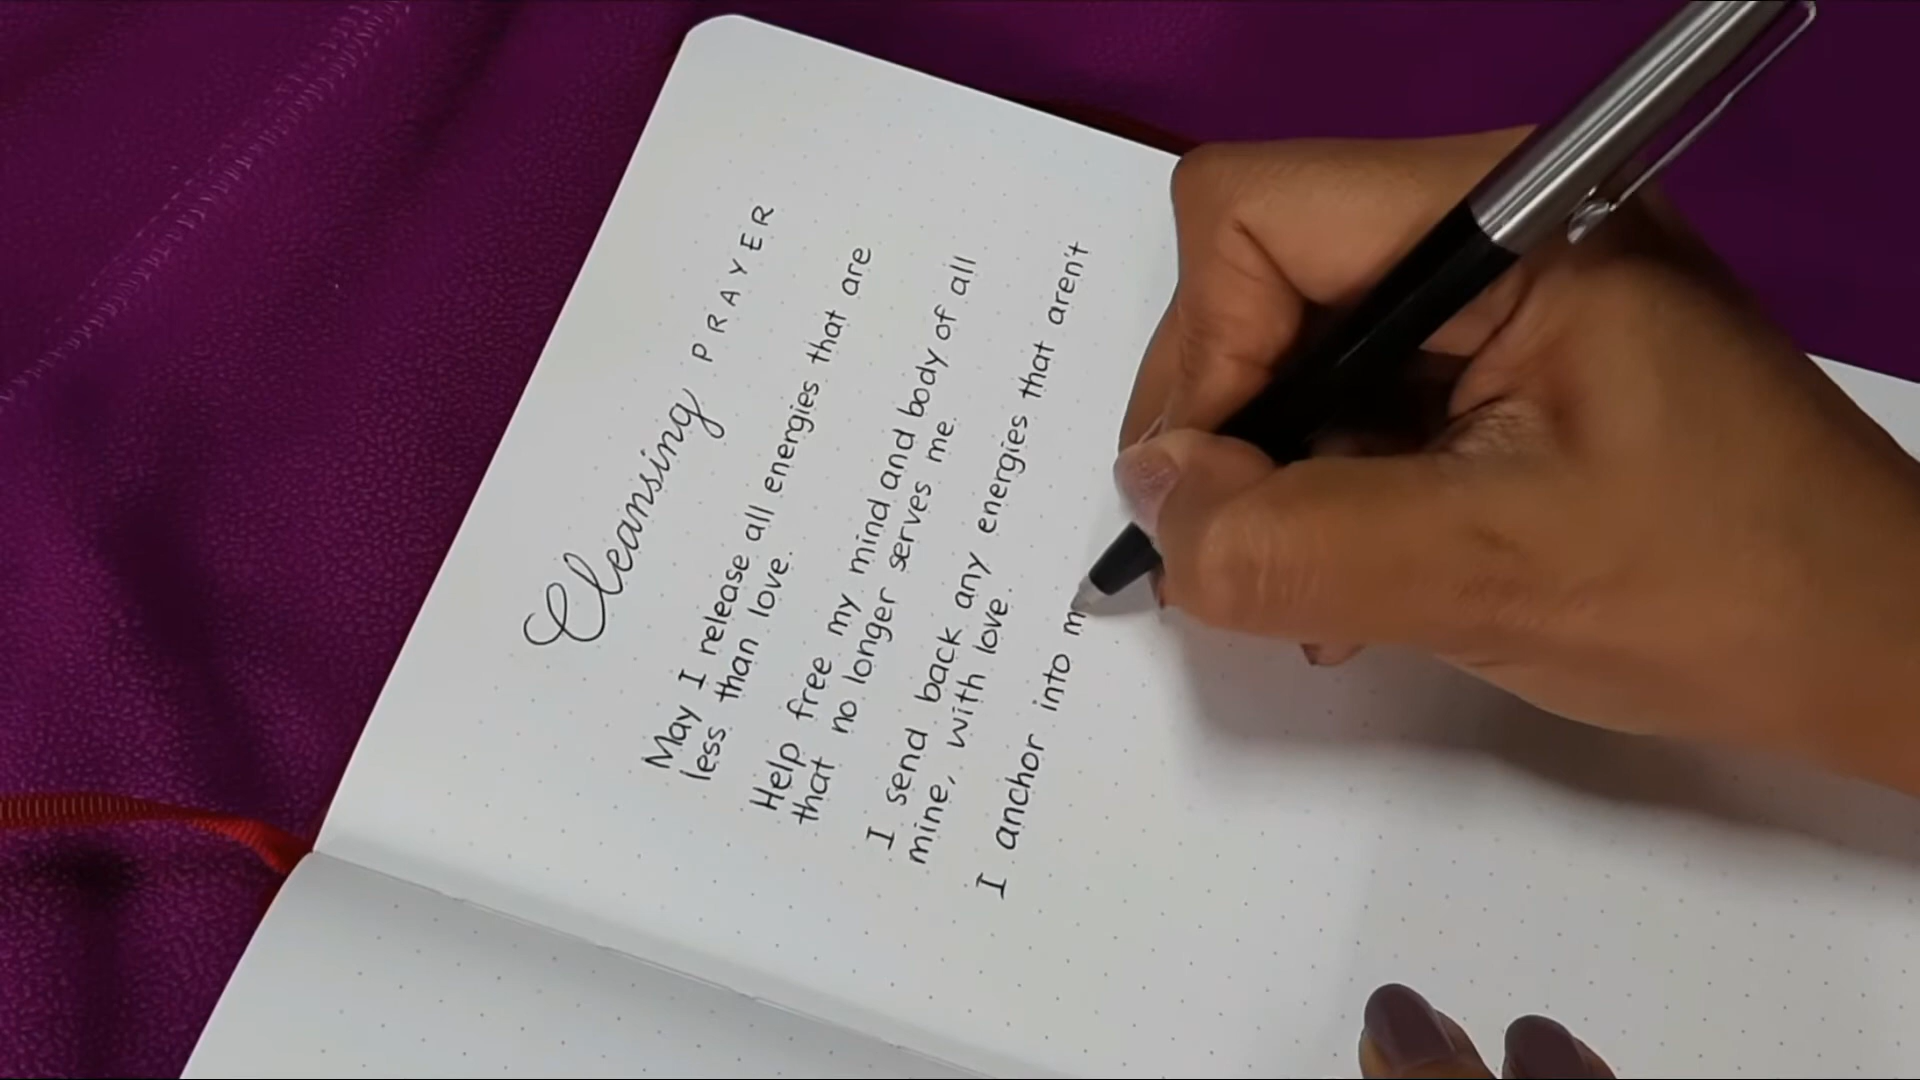 Cleansing PRAYER
May I release all energies that are
less than love.
Help free my mind and body of all
that no longer serves me.
I send back any energies that aren't
mine, with love.
I anchor into m